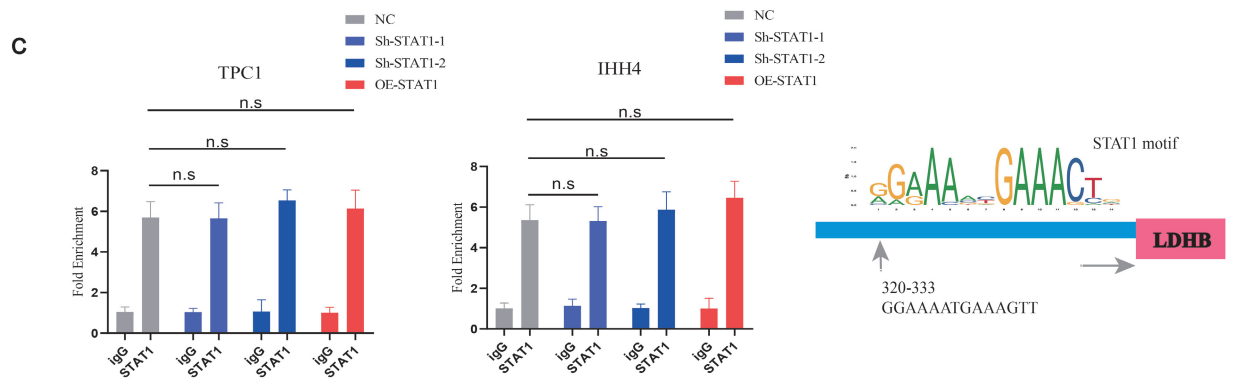 C
NC
Sh-STAT1-1
Sh-STAT1-2
OE-STAT1
TPC1
n.s
n.s
n.s
Fold Enrichment
8
6
4
2
0
igG
STAT1
igG
STAT1
igG
STAT1
igG
STAT1
NC
Sh-STAT1-1
Sh-STAT1-2
OE-STAT1
IHH4
n.s
n.s
n.s
Fold Enrichment
8
6
4
2
0
igG
STAT1
igG
STAT1
igG
STAT1
igG
STAT1
STAT1 motif
LDHB
320-333
GGAAAATGAAAGTT